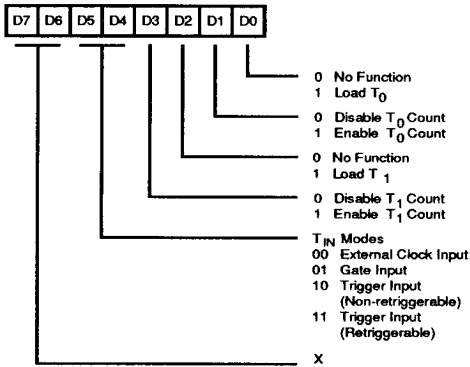 D7 D6 D5 D4 D3 D2 D1 D0
0 No Function
1 Load T0
0 Disable T0 Count
1 Enable T0 Count
0 No Function
1 Load T1
0 Disable T1 Count
1 Enable T1 Count
TIN Modes
00 External Clock Input
01 Gate Input
10 Trigger Input
(Non-retriggerable)
11 Trigger Input
(Retriggerable)
X